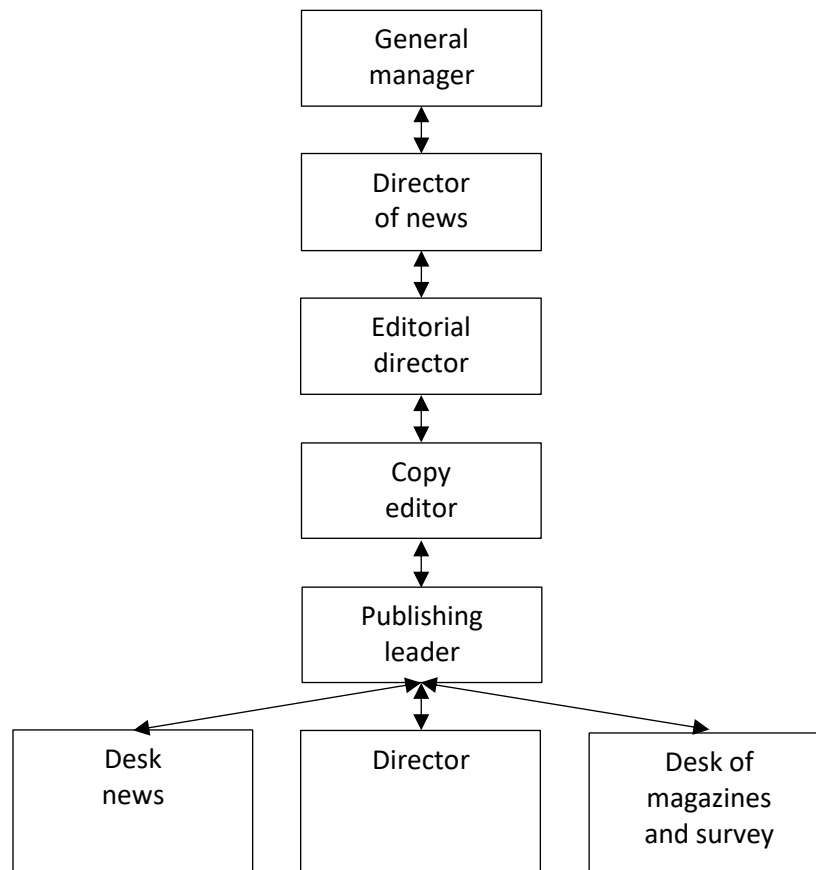 General
manager
Director
of news
Editorial
director
Copy
editor
Publishing
leader
Desk
news
Director
Desk of
magazines
and survey